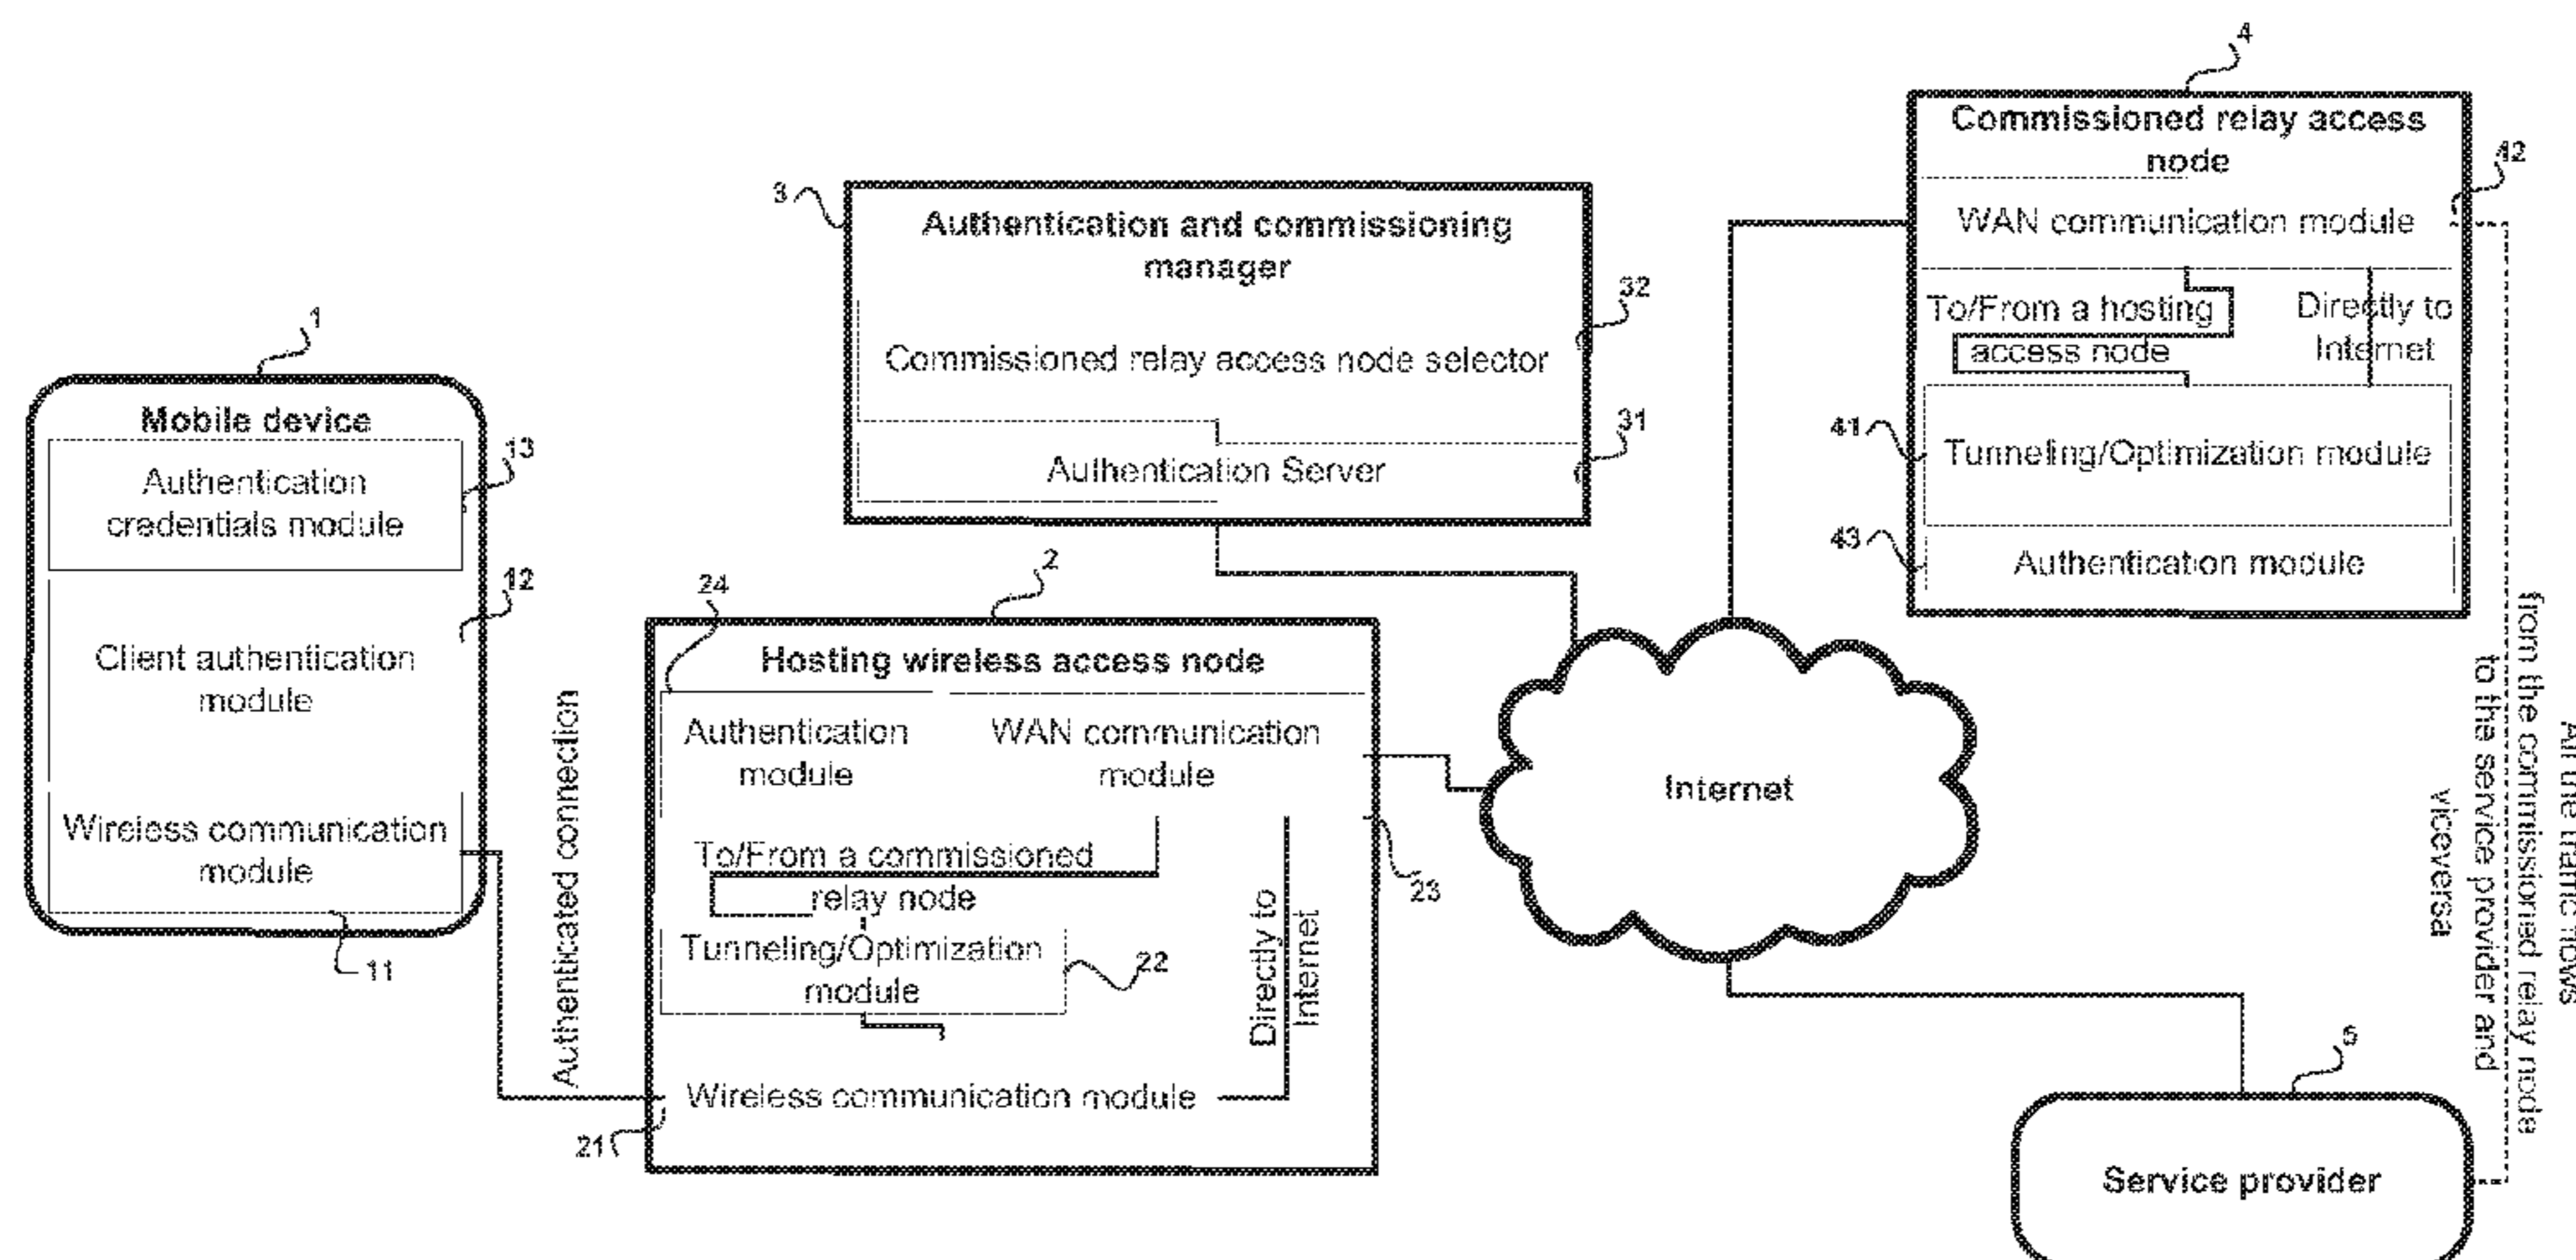 1
Mobile device
13
Authentication
credentials module
12
Client authentication
module
Wireless communication
module
11
Authenticated connection
3
Authentication and commissioning
manager
32
Commissioned relay access node selector
31
Authentication Server
2
24
Hosting wireless access node
Authentication
module
WAN communication
module
23
To/From a commissioned
relay node
Tunneling/Optimization
module
22
Directly to
Internet
Wireless communication module
21
Internet
4
Commissioned relay access
node
42
WAN communication module
To/From a hosting
access node
Directly to
Internet
41
Tunneling/Optimization module
43
Authentication module
All the traffic flows
from the commissionad relay node
to the service provider and
viceversa
5
Service provider